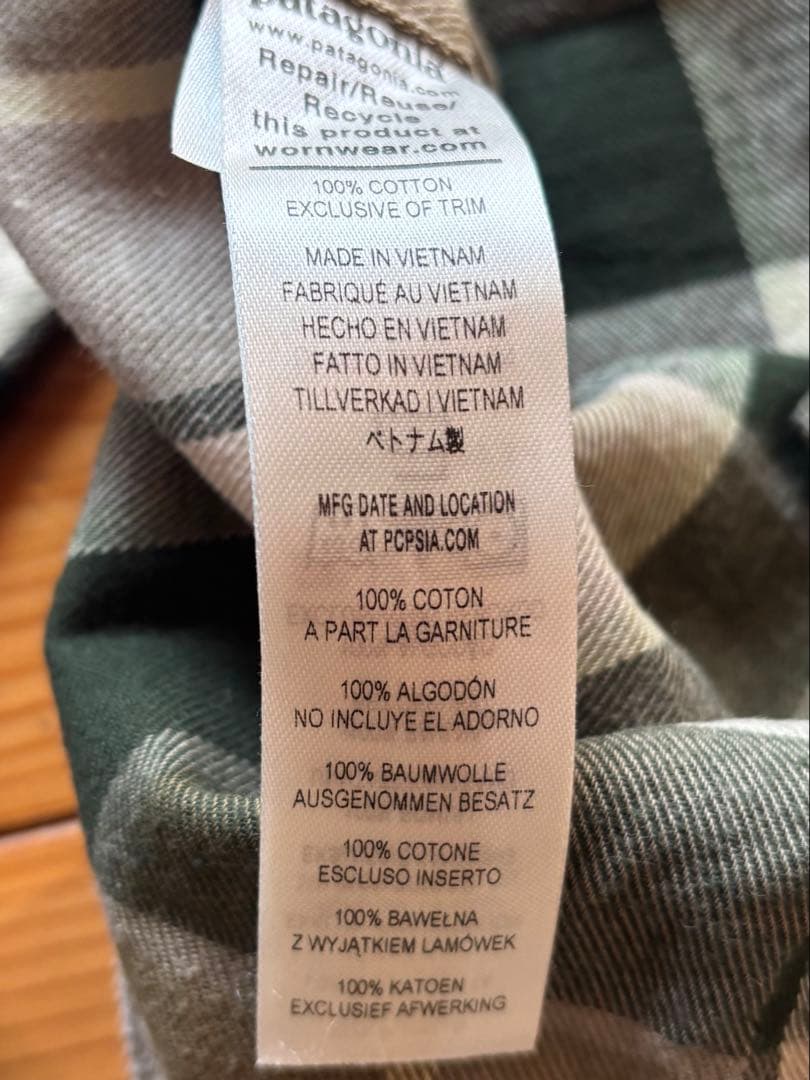 patagonia
www.patagonia.com
Repair/Reuse/
Recycle
this product at
wornwear.com
100% COTTON
EXCLUSIVE OF TRIM
MADE IN VIETNAM
FABRIQUÉ AU VIETNAM
HECHO EN VIETNAM
FATTO IN VIETNAM
TILLVERKAD I VIETNAM
ベトナム製
MFG DATE AND LOCATION
AT PCPSIA.COM
100% COTON
A PART LA GARNITURE
100% ALGODÓN
NO INCLUYE EL ADORNO
100% BAUMWOLLE
AUSGENOMMEN BESATZ
100% COTONE
ESCLUSO INSERTO
100% BAWEŁNA
Z WYJĄTKIEM LAMÓWEK
100% KATOEN
EXCLUSIEF AFWERKING